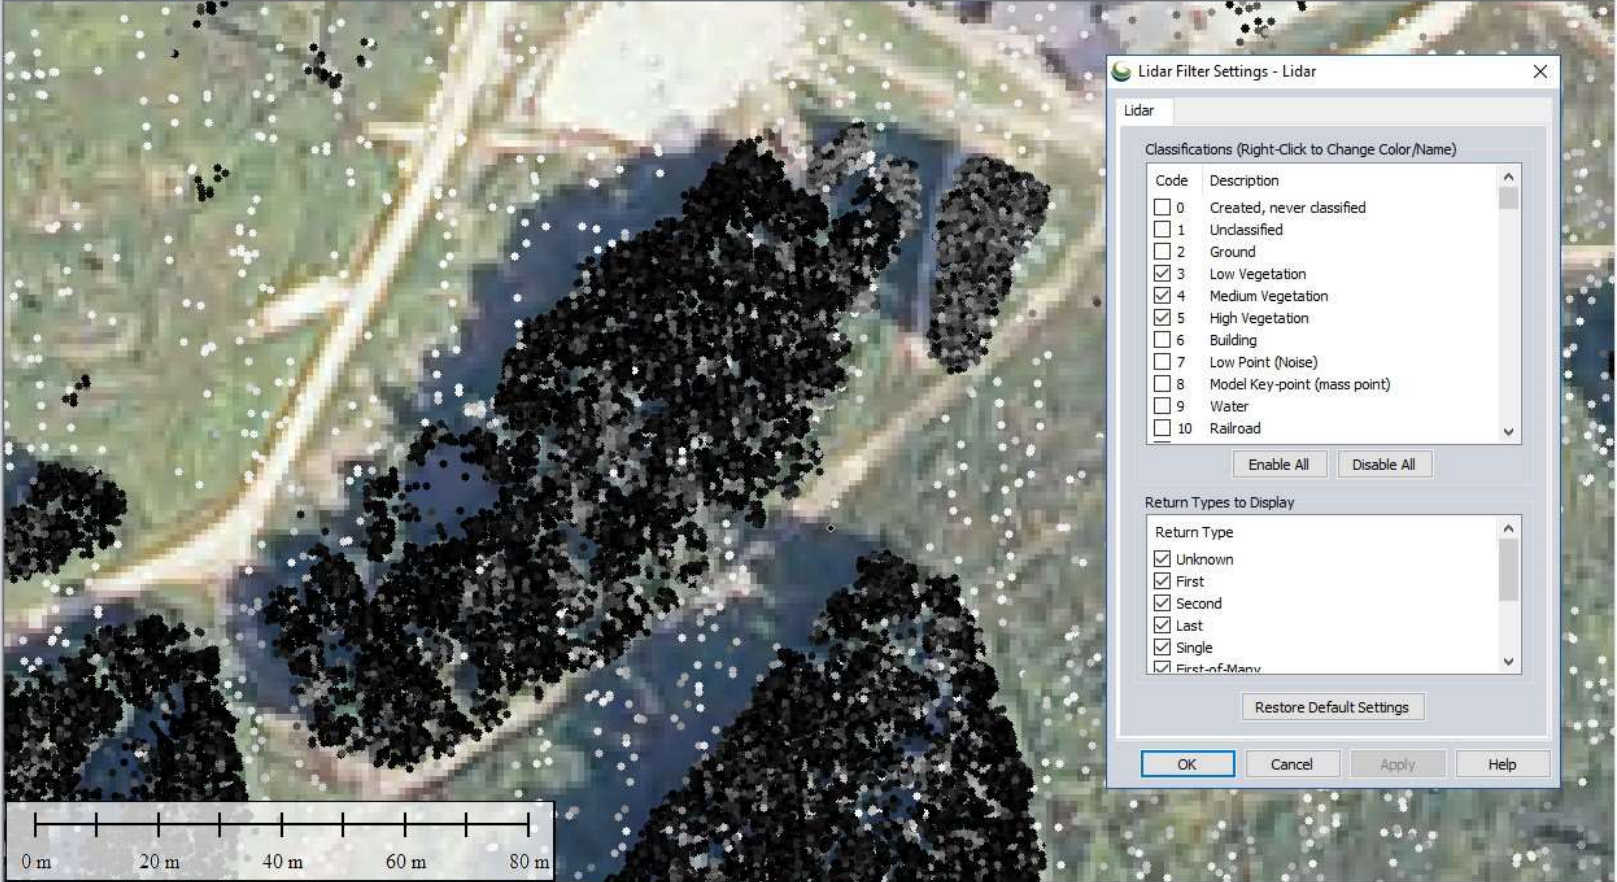 Lidar Filter Settings - Lidar
Lidar
Classifications (Right-Click to Change Color/Name)
Code Description
0 Created, never classified
1 Unclassified
2 Ground
3 Low Vegetation
4 Medium Vegetation
5 High Vegetation
6 Building
7 Low Point (Noise)
8 Model Key-point (mass point)
9 Water
10 Railroad
Enable All Disable All
Return Types to Display
Return Type
Unknown
First
Second
Last
Single
First-of-Many
Restore Default Settings
OK Cancel Apply Help
0 m 20 m 40 m 60 m 80 m